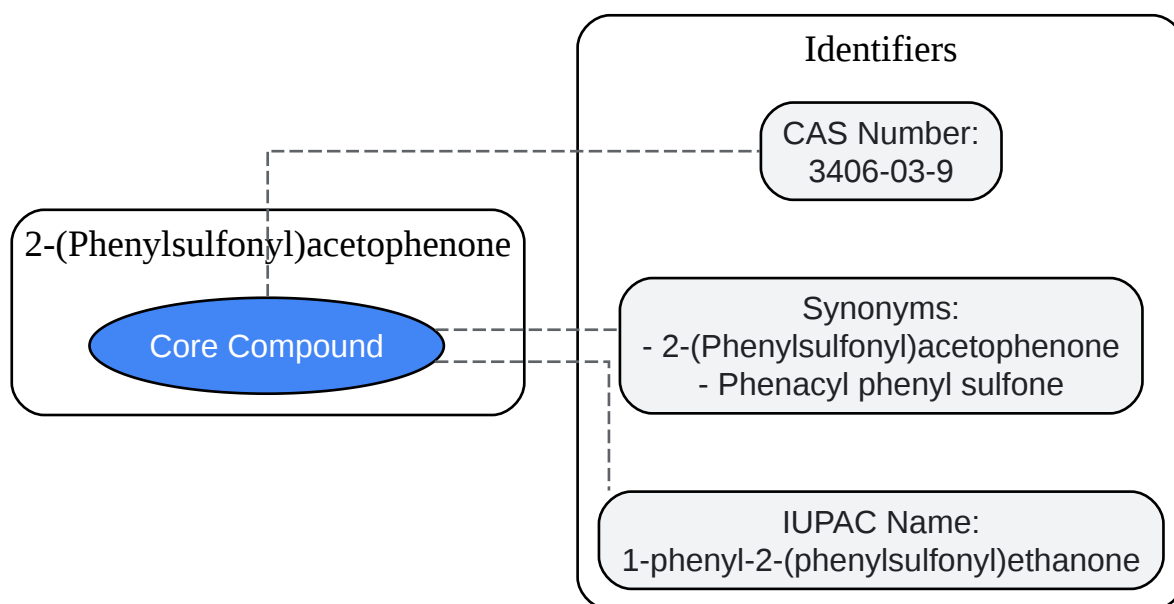 2-(Phenylsulfonyl)acetophenone
Core Compound
Identifiers
CAS Number:
3406-03-9
Synonyms:
- 2-(Phenylsulfonyl)acetophenone
- Phenacyl phenyl sulfone
IUPAC Name:
1-phenyl-2-(phenylsulfonyl)ethanone